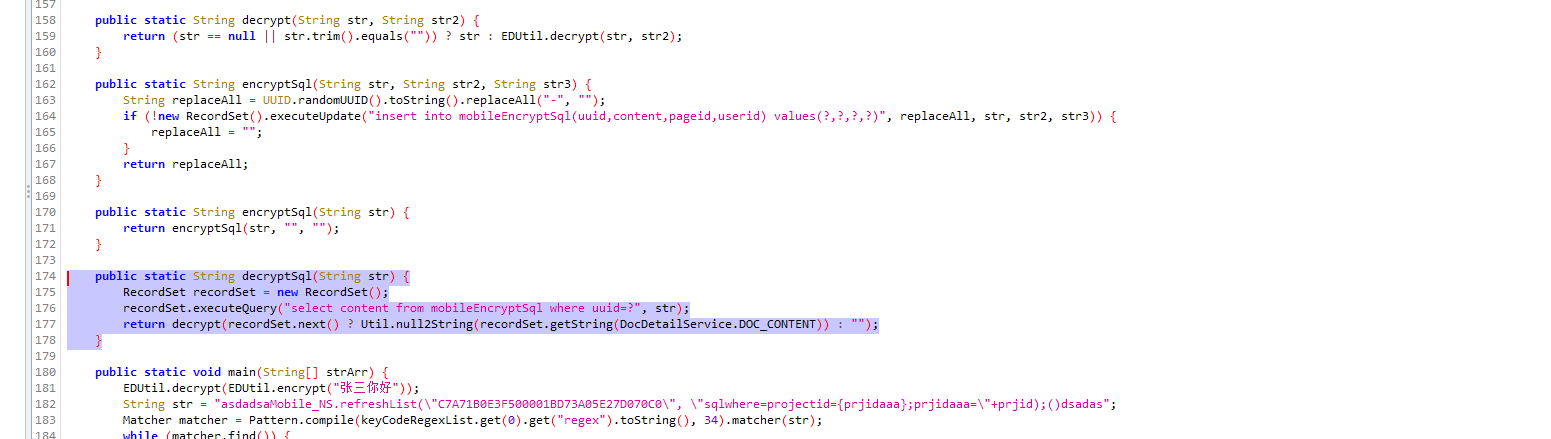 157
158 public static String decrypt(String str, String str2) {
159 return (str == null || str.trim().equals("")) ? str : EDUtil.decrypt(str, str2);
160 }
161
162 public static String encryptSql(String str, String str2, String str3) {
163 String replaceAll = UUID.randomUUID().toString().replaceAll("-", "");
164 if (!new RecordSet().executeUpdate("insert into mobileEncryptSql(uuid,content,pageid,userid) values(?,?,?,?)", replaceAll, str, str2, str3)) {
165 replaceAll = "";
166 }
167 return replaceAll;
168 }
169
170 public static String encryptSql(String str) {
171 return encryptSql(str, "", "");
172 }
173
174 public static String decryptSql(String str) {
175 RecordSet recordSet = new RecordSet();
176 recordSet.executeQuery("select content from mobileEncryptSql where uuid=?", str);
177 return decrypt(recordSet.next() ? Util.null2String(recordSet.getString(DocDetailService.DOC_CONTENT)) : "");
178 }
179
180 public static void main(String[] strArr) {
181 EDUtil.decrypt(EDUtil.encrypt("张三你好"));
182 String str = "asdadsaMobile_NS.refreshList(\"C7A71B0E3F500001BD73A05E27D070C0\", \"sqlwhere=projectid={prjidaaa};prjidaaa=\"+prjid);()dsadas";
183 Matcher matcher = Pattern.compile(keyCodeRegexList.get(0).get("regex").toString(), 34).matcher(str);
184 while (matcher.find()) {